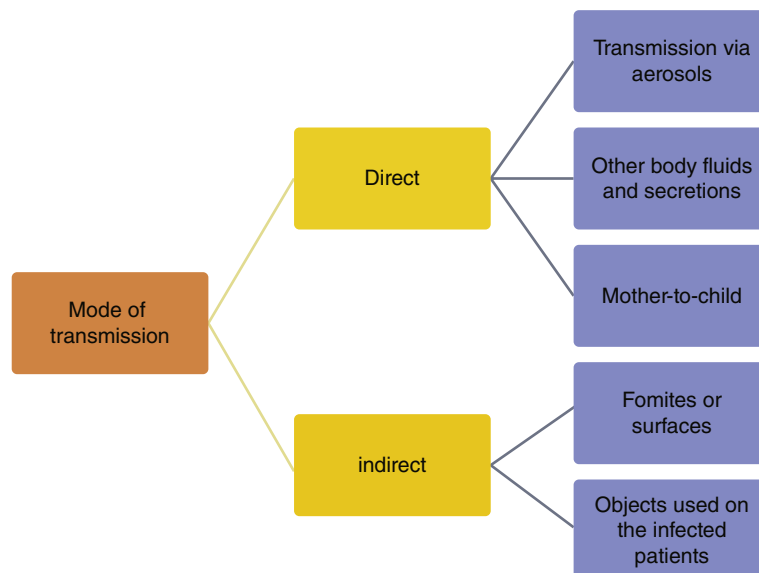 Mode of
transmission
Direct
Transmission via
aerosols
Other body fluids
and secretions
Mother-to-child
indirect
Fomites or
surfaces
Objects used on
the infected
patients